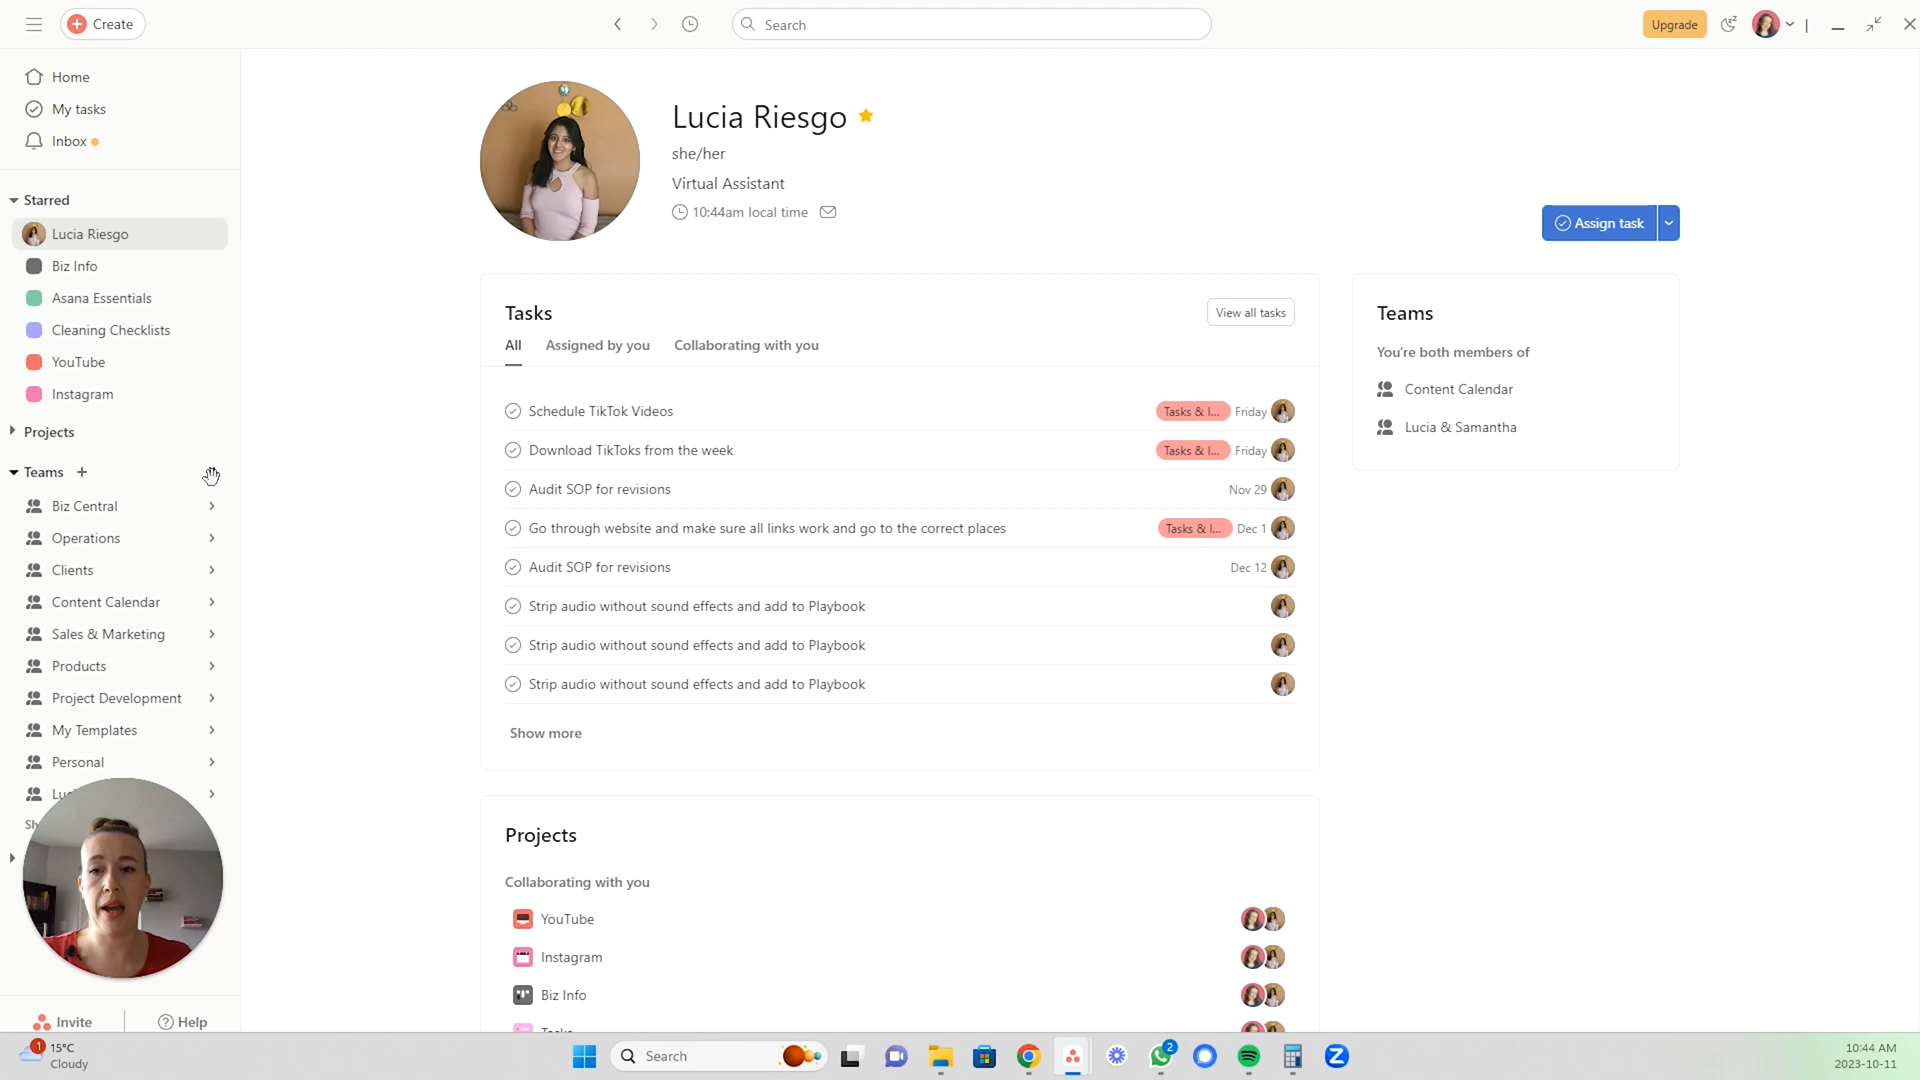 Create
Search
Upgrade
Home
My tasks
Inbox
Starred
Lucia Riesgo
Biz Info
Asana Essentials
Cleaning Checklists
YouTube
Instagram
Projects
Teams +
Biz Central
Operations
Clients
Content Calendar
Sales & Marketing
Products
Project Development
My Templates
Personal
Invite
Help
Lucia Riesgo
she/her
Virtual Assistant
10:44am local time
Assign task
Tasks
View all tasks
All
Assigned by you
Collaborating with you
Schedule TikTok Videos Tasks & I... Friday
Download TikToks from the week Tasks & I... Friday
Audit SOP for revisions Nov 29
Go through website and make sure all links work and go to the correct places Tasks & I... Dec 1
Audit SOP for revisions Dec 12
Strip audio without sound effects and add to Playbook
Strip audio without sound effects and add to Playbook
Strip audio without sound effects and add to Playbook
Show more
Teams
You're both members of
Content Calendar
Lucia & Samantha
Projects
Collaborating with you
YouTube
Instagram
Biz Info
1
15°C
Cloudy
Search
2
Z
10:44 AM
2023-10-11